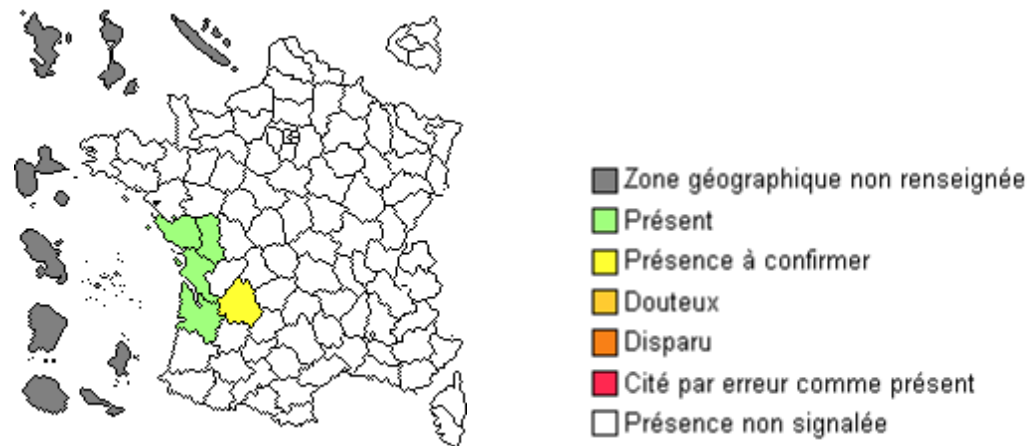 Zone géographique non renseignée
Présent
Présence à confirmer
Douteux
Disparu
Cité par erreur comme présent
Présence non signalée